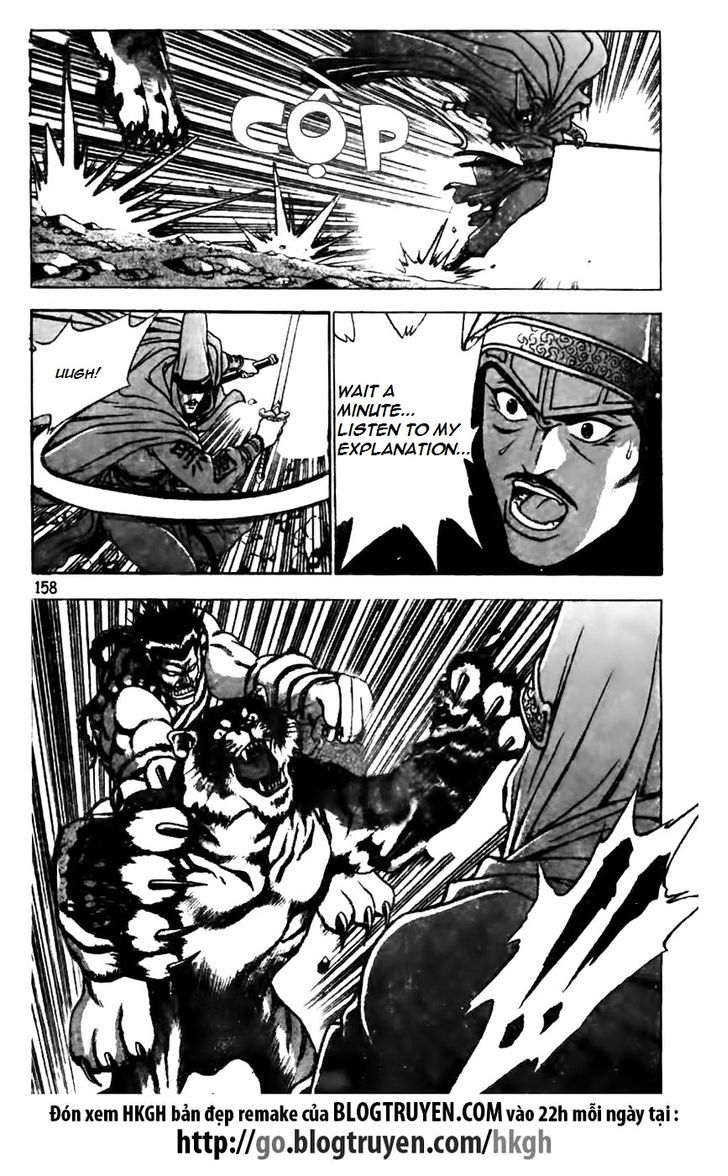 CỘP
UUGH!
WAIT A
MINUTE...
LISTEN TO MY
EXPLANATION...
158
!!
Đón xem HKGH bản đẹp remake của BLOGTRUYEN.COM vào 22h mỗi ngày tại :
http://go.blogtruyen.com/hkgh